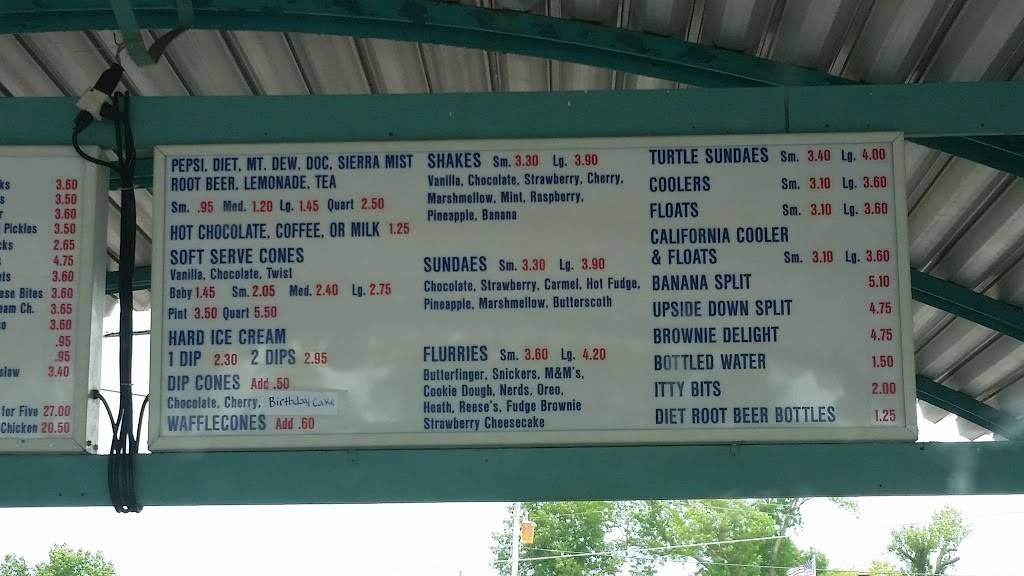 3.60
3.50
3.60
Pickles 3.50
2.65
4.75
3.60
Bites 3.60
Ch. 3.65
3.60
.95
.95
slaw 3.40
for Five 27.00
Chicken 20.50
PEPSI, DIET, MT. DEW, DOC, SIERRA MIST
ROOT BEER, LEMONADE, TEA
Sm. .95 Med. 1.20 Lg. 1.45 Quart 2.50
HOT CHOCOLATE, COFFEE, OR MILK 1.25
SOFT SERVE CONES
Vanilla, Chocolate, Twist
Baby 1.45 Sm. 2.05 Med. 2.40 Lg. 2.75
Pint 3.50 Quart 5.50
HARD ICE CREAM
1 DIP 2.30 2 DIPS 2.95
DIP CONES Add .50
Chocolate, Cherry, Birthday Cake
WAFFLECONES Add .60
SHAKES Sm. 3.30 Lg. 3.90
Vanilla, Chocolate, Strawberry, Cherry,
Marshmellow, Mint, Raspberry,
Pineapple, Banana
SUNDAES Sm. 3.30 Lg. 3.90
Chocolate, Strawberry, Carmel, Hot Fudge,
Pineapple, Marshmellow, Butterscoth
FLURRIES Sm. 3.60 Lg. 4.20
Butterfinger, Snickers, M&M's,
Cookie Dough, Nerds, Oreo,
Heath, Reese's, Fudge Brownie
Strawberry Cheesecake
TURTLE SUNDAES Sm. 3.40 Lg. 4.00
COOLERS Sm. 3.10 Lg. 3.60
FLOATS Sm. 3.10 Lg. 3.60
CALIFORNIA COOLER
& FLOATS Sm. 3.10 Lg. 3.60
BANANA SPLIT 5.10
UPSIDE DOWN SPLIT 4.75
BROWNIE DELIGHT 4.75
BOTTLED WATER 1.50
ITTY BITS 2.00
DIET ROOT BEER BOTTLES 1.25